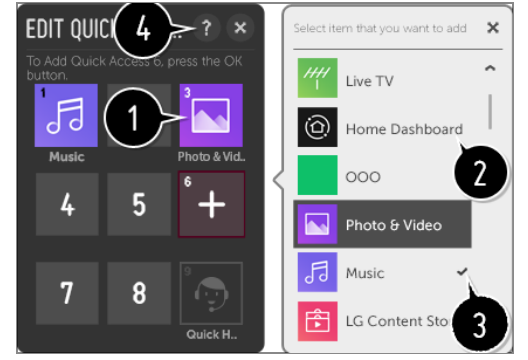 EDIT QUIC 4 .. ? ×
To Add Quick Access 6, press the OK
button.
1
3
1
Music
Photo & Vid..
4
5
6
+
7
8
9
Quick H..
Select item that you want to add ×
Live TV
Home Dashboard
2
OOO
Photo & Video
Music
3
LG Content Sto